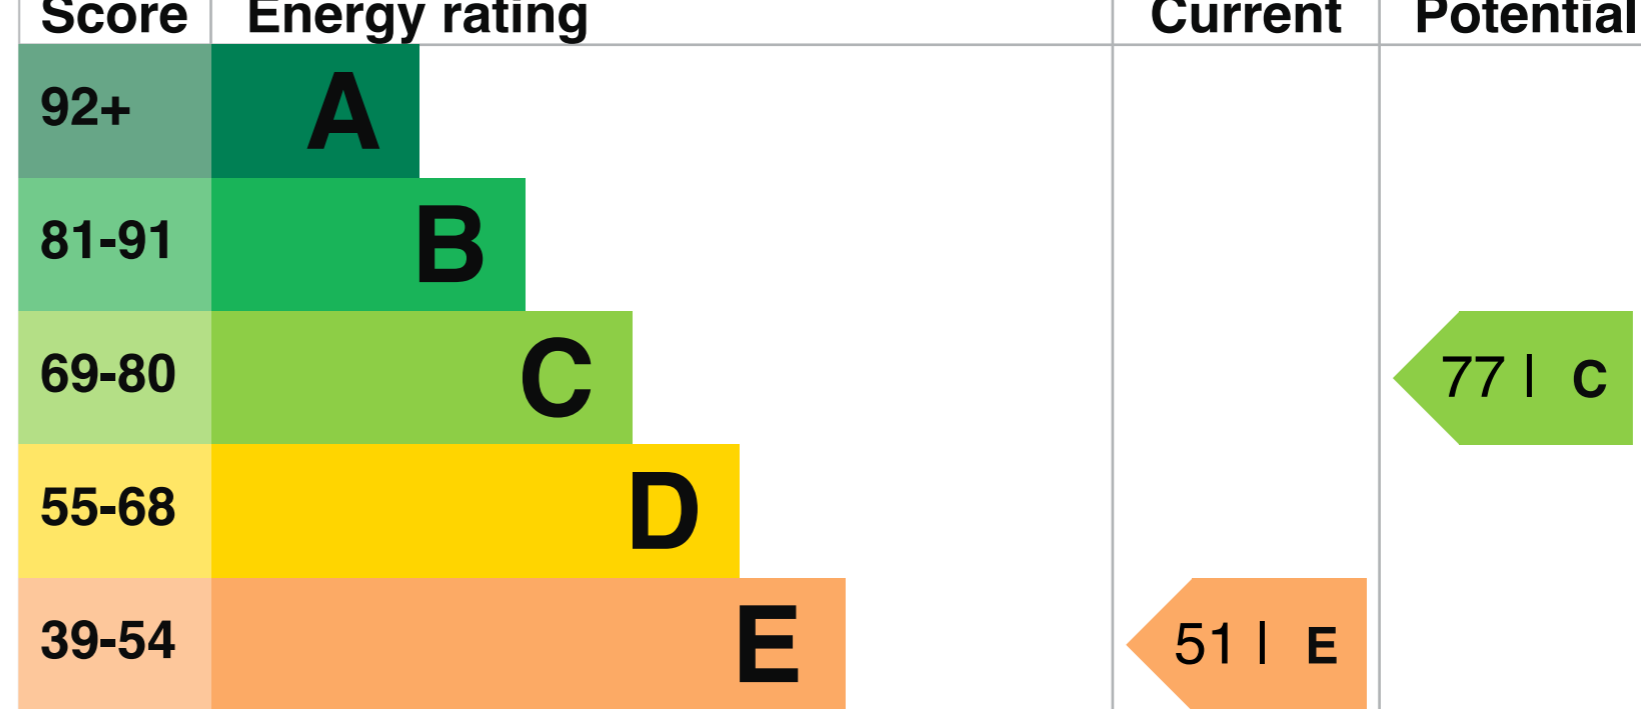 Score Energy rating Current Potential
92+ A
81-91 B
69-80 C 77 | C
55-68 D
39-54 E 51 | E